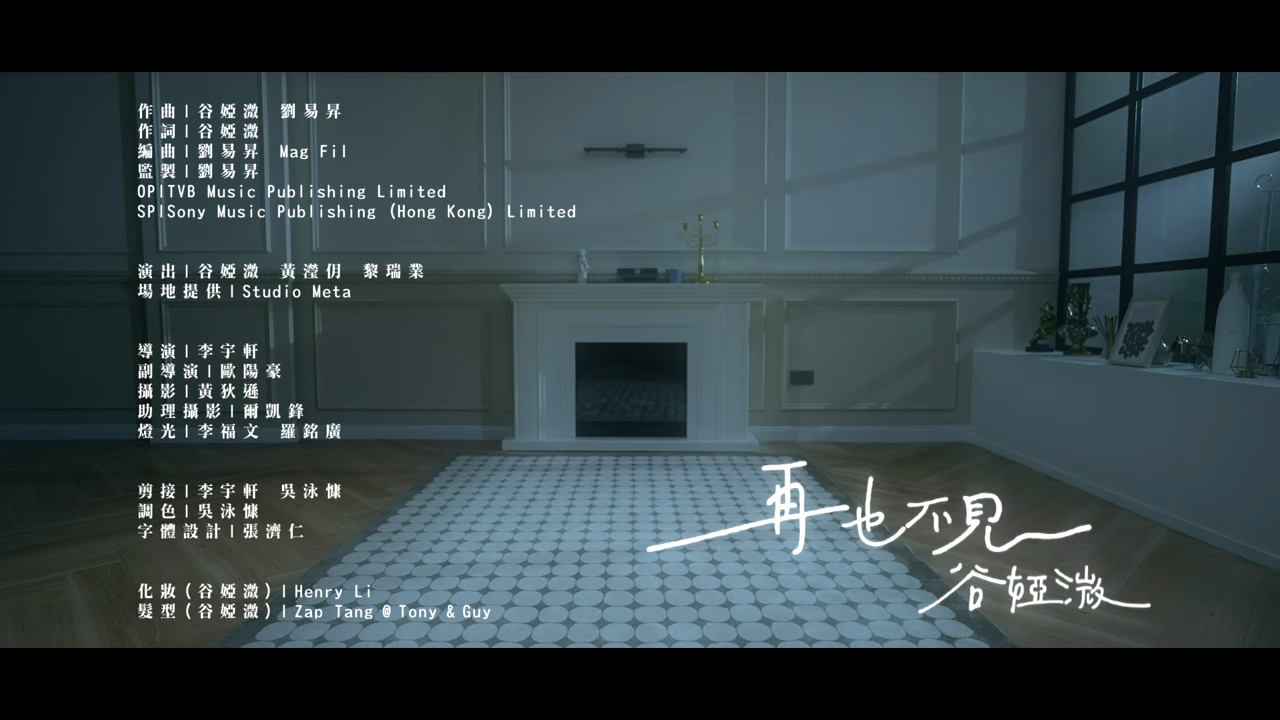 作曲|谷婭溦 劉易昇
作詞|谷婭溦
編曲|劉易昇 Mag Fil
監製|劉易昇
OP|TVB Music Publishing Limited
SP|Sony Music Publishing (Hong Kong) Limited
演出|谷婭溦 黃瀅仴 黎瑞業
場地提供|Studio Meta
導演|李宇軒
副導演|歐陽豪
攝影|黃狄遜
助理攝影|爾凱鋒
燈光|李福文 羅銘廣
剪接|李宇軒 吳泳慷
調色|吳泳慷
字體設計|張濟仁
化妝(谷婭溦)|Henry Li
髮型(谷婭溦)|Zap Tang @ Tony & Guy
再也不見
谷婭溦